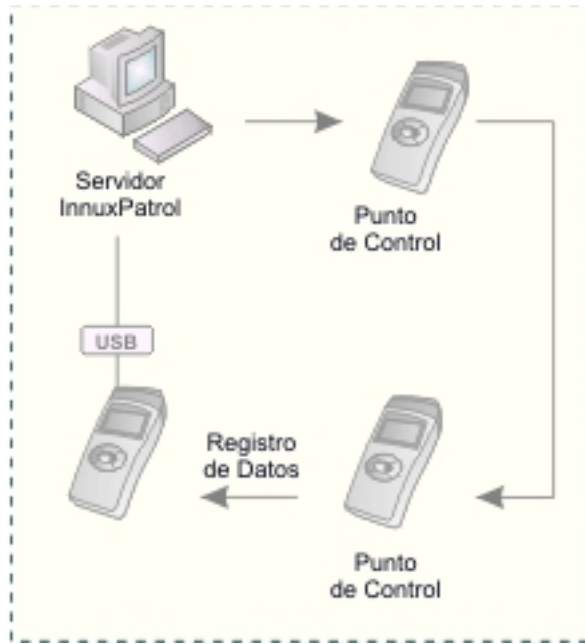 Servidor
InnuxPatrol
Punto
de Control
USB
Registro
de Datos
Punto
de Control